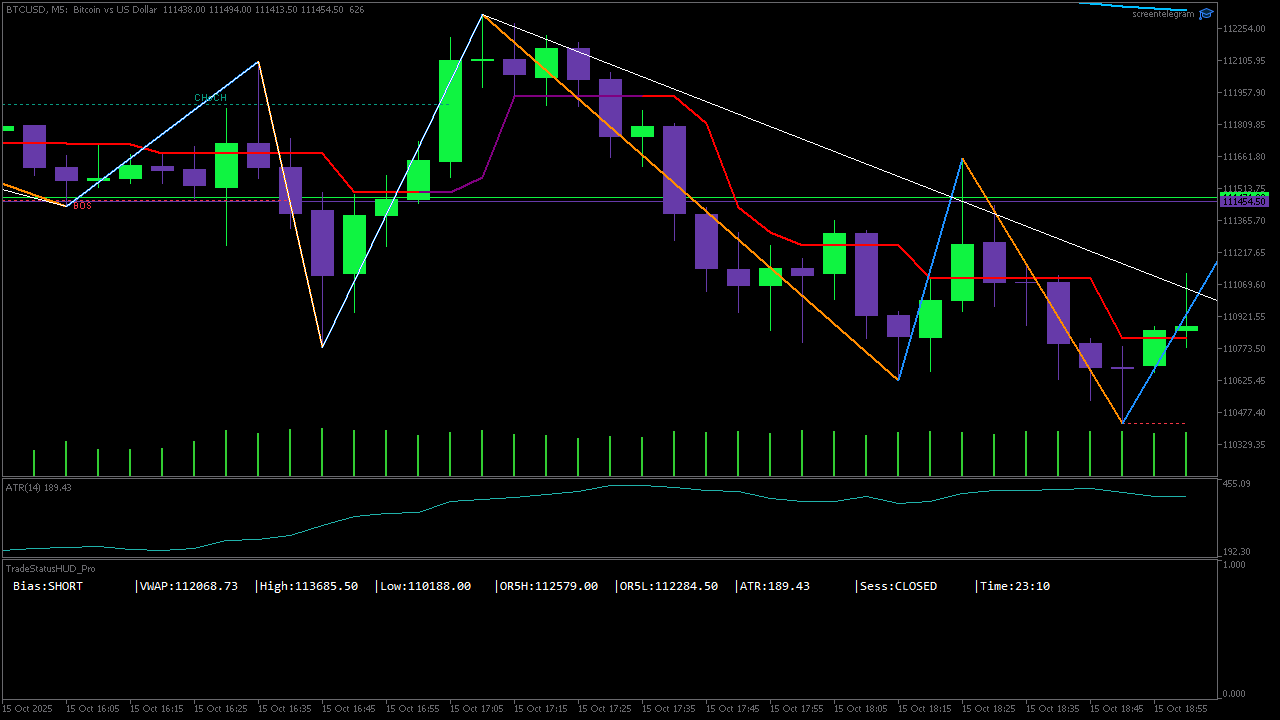 BTCUSD, M5: Bitcoin vs US Dollar 111438.00 111494.00 111413.50 111454.50 626
screentelegram
112254.00
112105.95
111957.90
111809.85
111661.80
111513.75
111454.50
111365.70
111217.65
111069.60
110921.55
110773.50
110625.45
110477.40
110329.35
CHoCH
BOS
ATR(14) 189.43
455.09
192.30
TradeStatusHUD_Pro
1.000
Bias:SHORT |VWAP:112068.73 |High:113685.50 |Low:110188.00 |OR5H:112579.00 |OR5L:112284.50 |ATR:189.43 |Sess:CLOSED |Time:23:10
0.000
15 Oct 2025 15 Oct 16:05 15 Oct 16:15 15 Oct 16:25 15 Oct 16:35 15 Oct 16:45 15 Oct 16:55 15 Oct 17:05 15 Oct 17:15 15 Oct 17:25 15 Oct 17:35 15 Oct 17:45 15 Oct 17:55 15 Oct 18:05 15 Oct 18:15 15 Oct 18:25 15 Oct 18:35 15 Oct 18:45 15 Oct 18:55